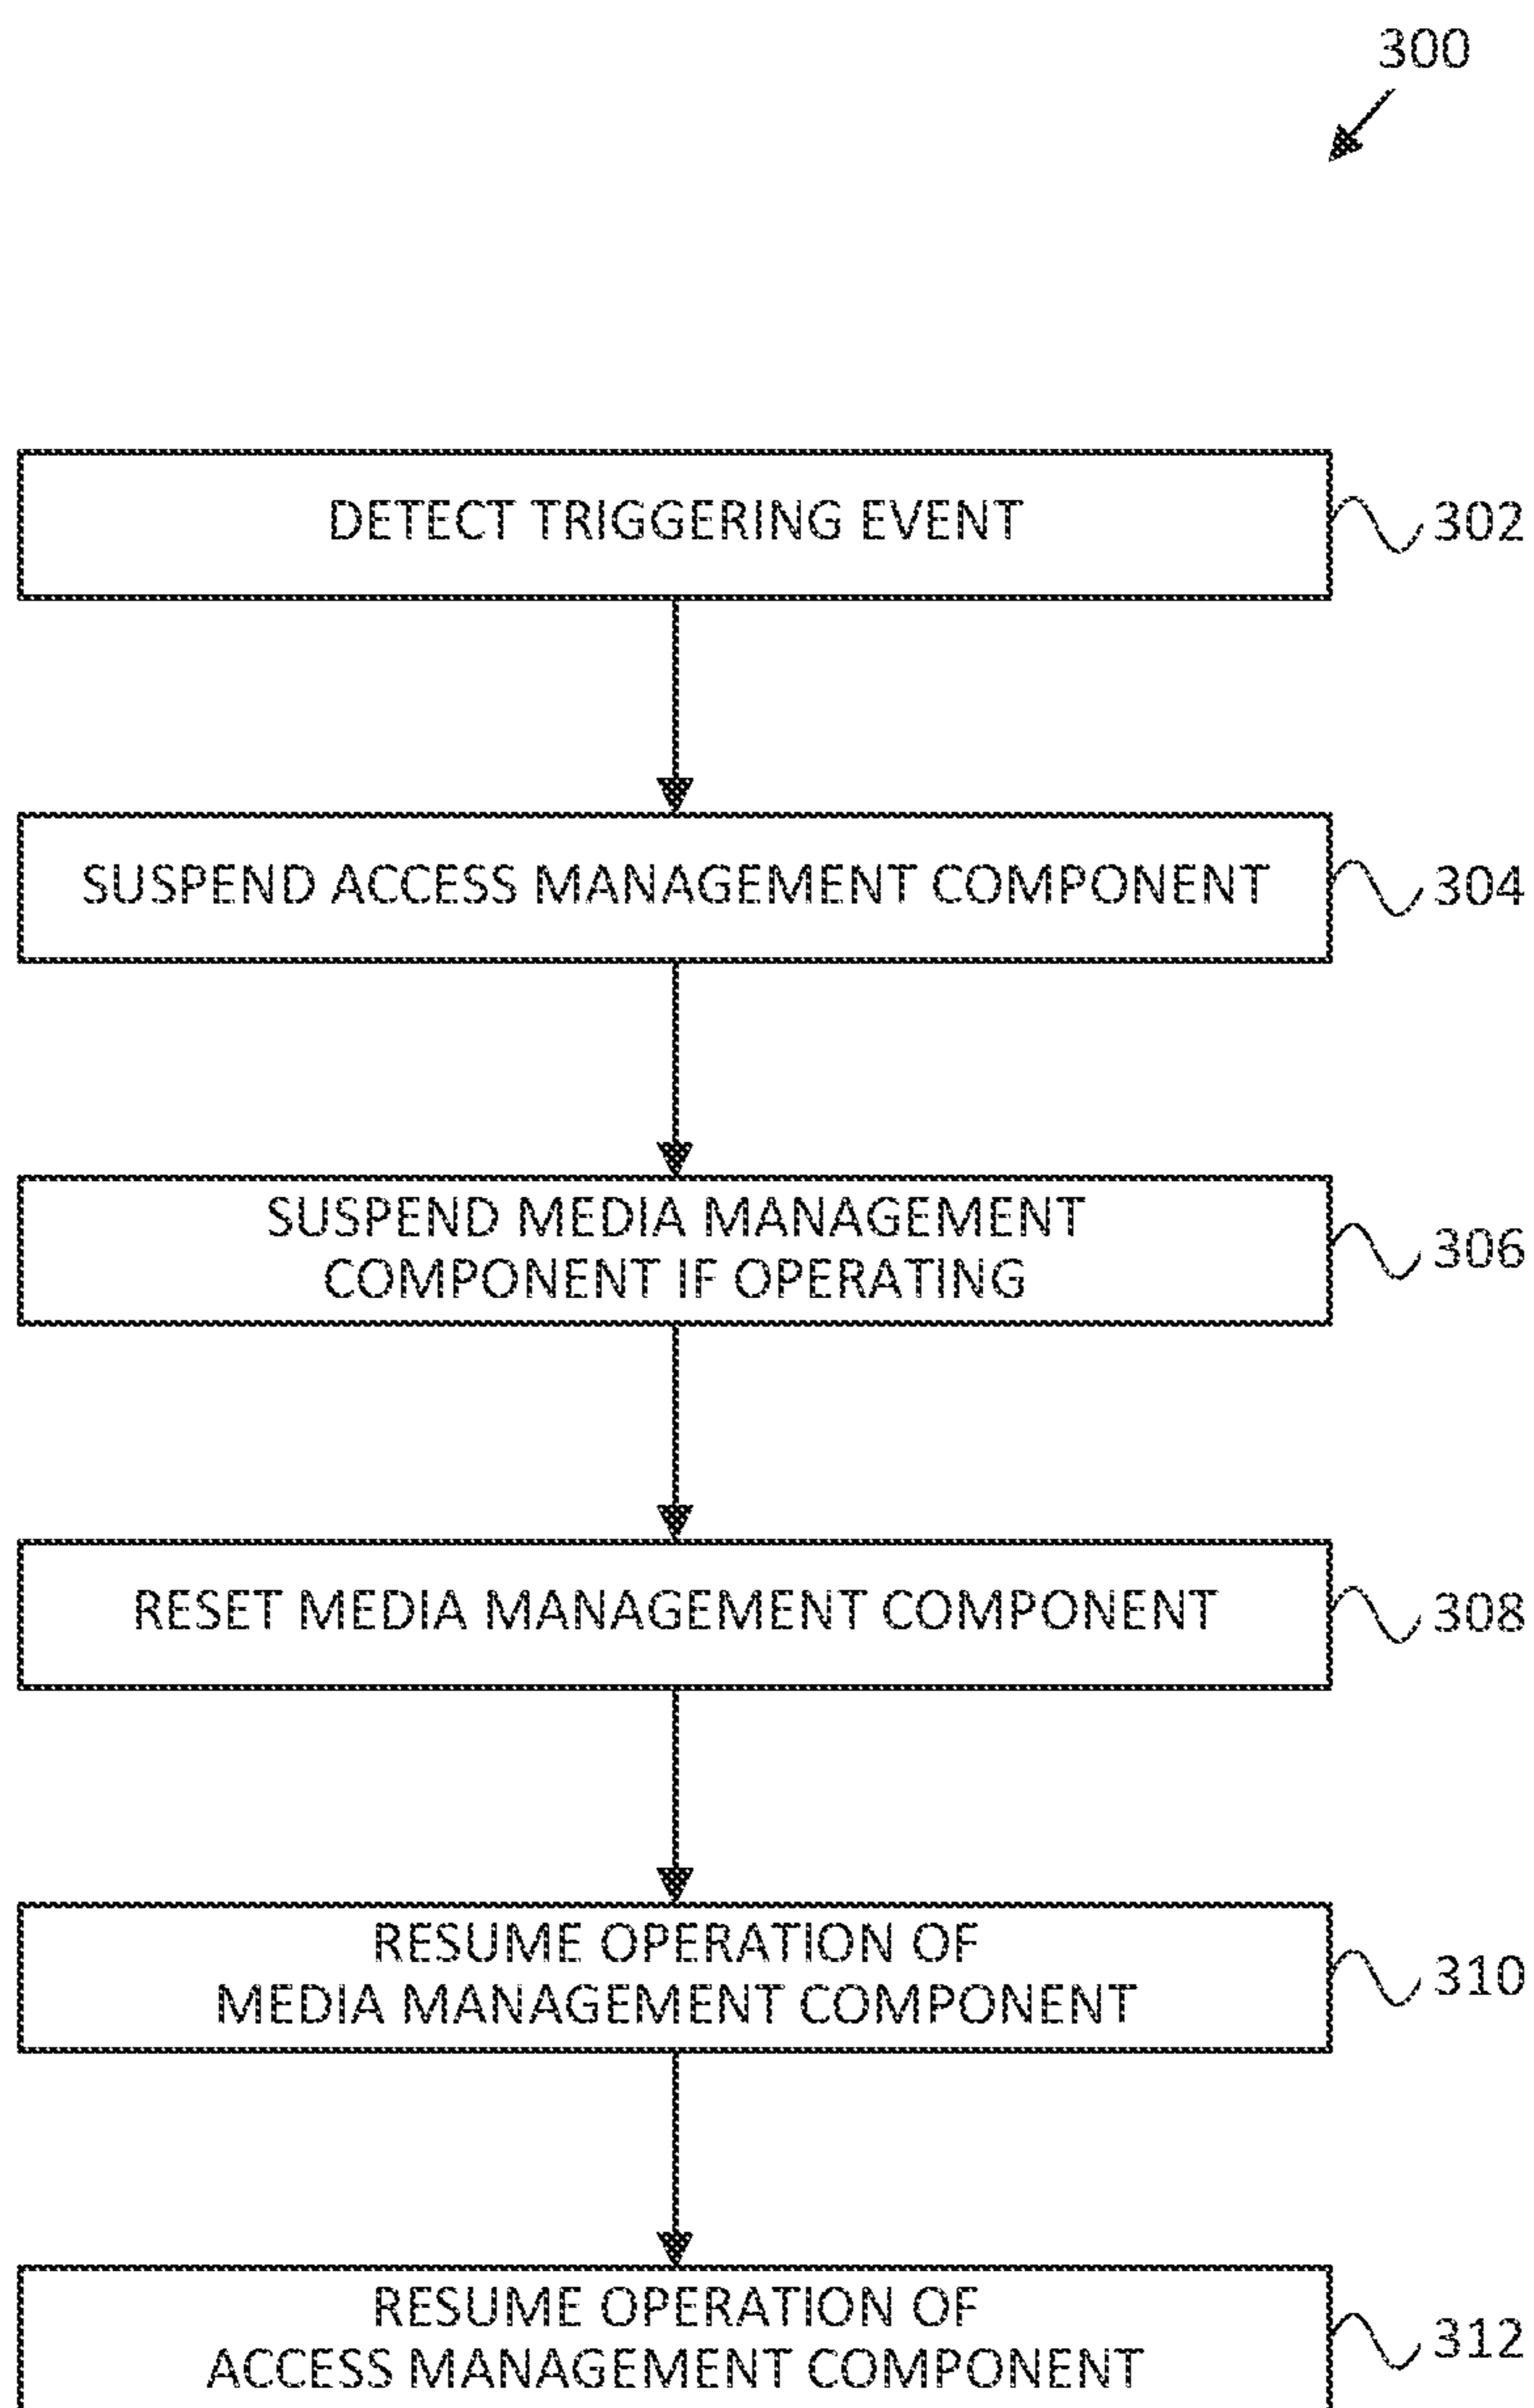 300
DETECT TRIGGERING EVENT
302
SUSPEND ACCESS MANAGEMENT COMPONENT
304
SUSPEND MEDIA MANAGEMENT
COMPONENT IF OPERATING
306
RESET MEDIA MANAGEMENT COMPONENT
308
RESUME OPERATION OF
MEDIA MANAGEMENT COMPONENT
310
RESUME OPERATION OF
ACCESS MANAGEMENT COMPONENT
312